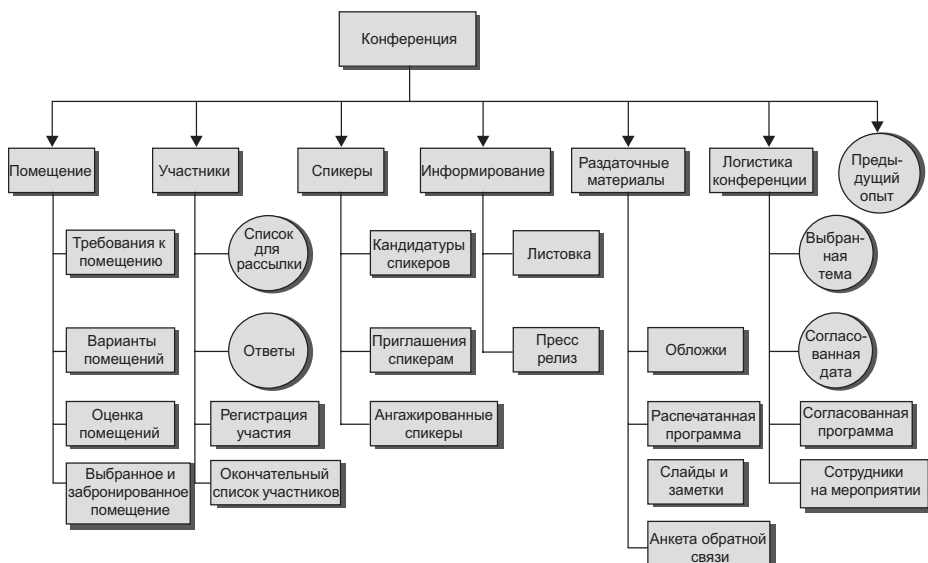 Конференция
Помещение
Участники
Спикеры
Информирование
Раздаточные
материалы
Логистика
конференции
Преды-
дущий
опыт
Требования к
помещению
Варианты
помещений
Оценка
помещений
Выбранное и
забронированное
помещение
Список
для
рассылки
Ответы
Регистрация
участия
Окончательный
список участников
Кандидатуры
спикеров
Приглашения
спикерам
Ангажированные
спикеры
Листовка
Пресс
релиз
Обложки
Распечатанная
программа
Слайды и
заметки
Анкета обратной
связи
Выбран-
ная
тема
Согласо-
ванная
дата
Согласованная
программа
Сотрудники
на мероприятии